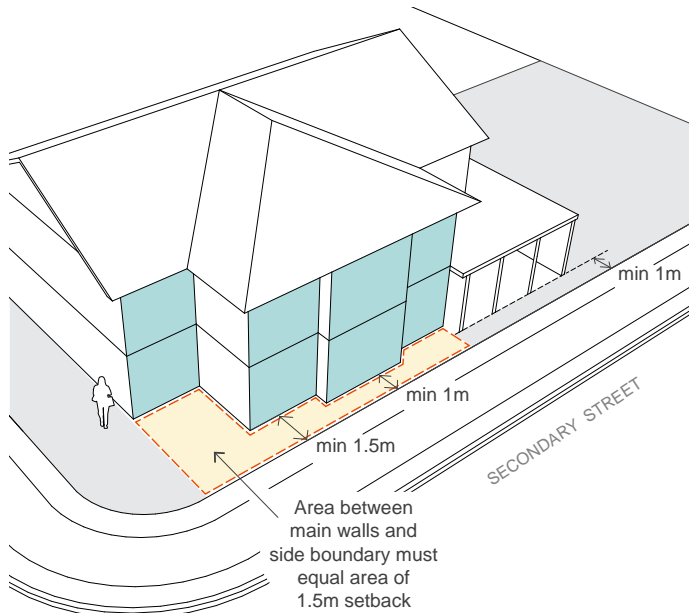 min 1m
min 1m
min 1.5m
SECONDARY STREET
Area between
main walls and
side boundary must
equal area of
1.5m setback